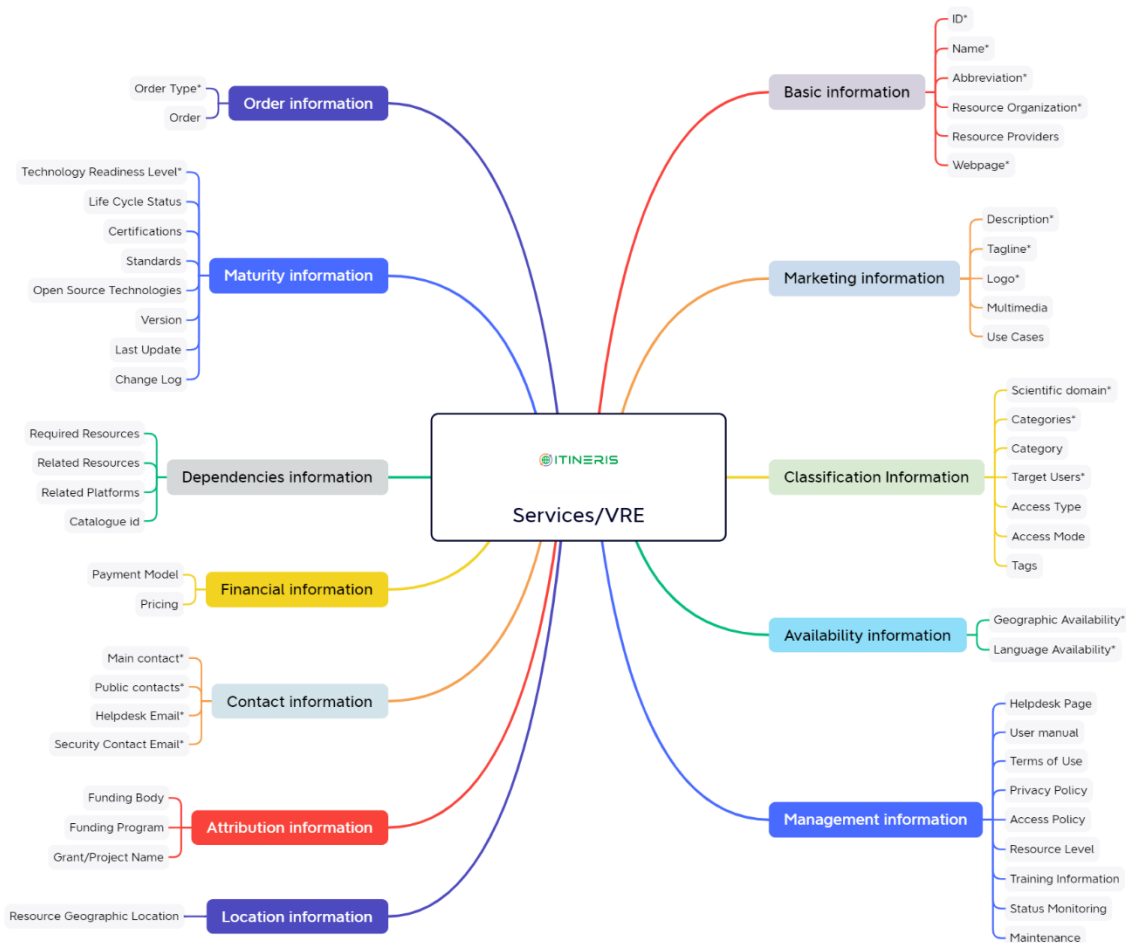 ITINERIS
Services/VRE
Order information
Order Type*
Order
Maturity information
Technology Readiness Level*
Life Cycle Status
Certifications
Standards
Open Source Technologies
Version
Last Update
Change Log
Dependencies information
Required Resources
Related Resources
Related Platforms
Catalogue id
Financial information
Payment Model
Pricing
Contact information
Main contact*
Public contacts*
Helpdesk Email*
Security Contact Email*
Attribution information
Funding Body
Funding Program
Grant/Project Name
Location information
Resource Geographic Location
Basic information
ID*
Name*
Abbreviation*
Resource Organization*
Resource Providers
Webpage*
Marketing information
Description*
Tagline*
Logo*
Multimedia
Use Cases
Classification Information
Scientific domain*
Categories*
Category
Target Users*
Access Type
Access Mode
Tags
Availability information
Geographic Availability*
Language Availability*
Management information
Helpdesk Page
User manual
Terms of Use
Privacy Policy
Access Policy
Resource Level
Training Information
Status Monitoring
Maintenance